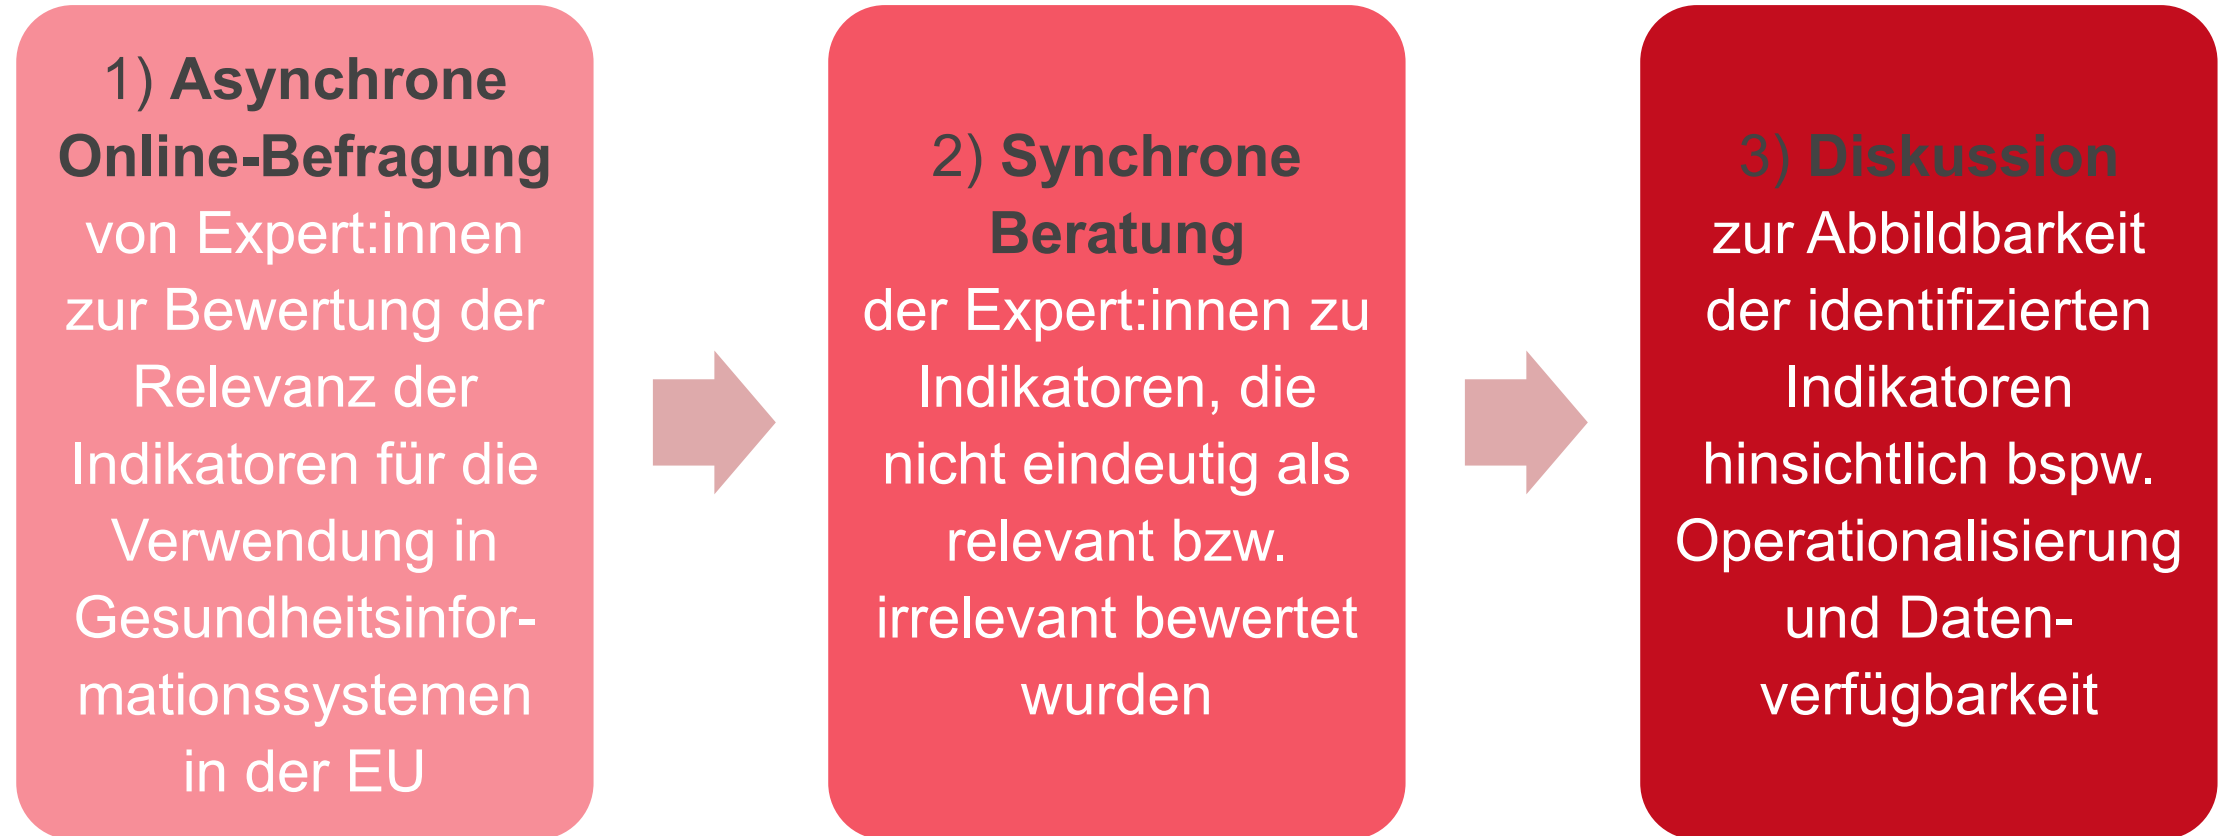 1) Asynchrone
Online-Befragung
von Expert:innen
zur Bewertung der
Relevanz der
Indikatoren für die
Verwendung in
Gesundheitsinfor-
mationssystemen
in der EU
2) Synchrone
Beratung
der Expert:innen zu
Indikatoren, die
nicht eindeutig als
relevant bzw.
irrelevant bewertet
wurden
3) Diskussion
zur Abbildbarkeit
der identifizierten
Indikatoren
hinsichtlich bspw.
Operationalisierung
und Daten-
verfügbarkeit